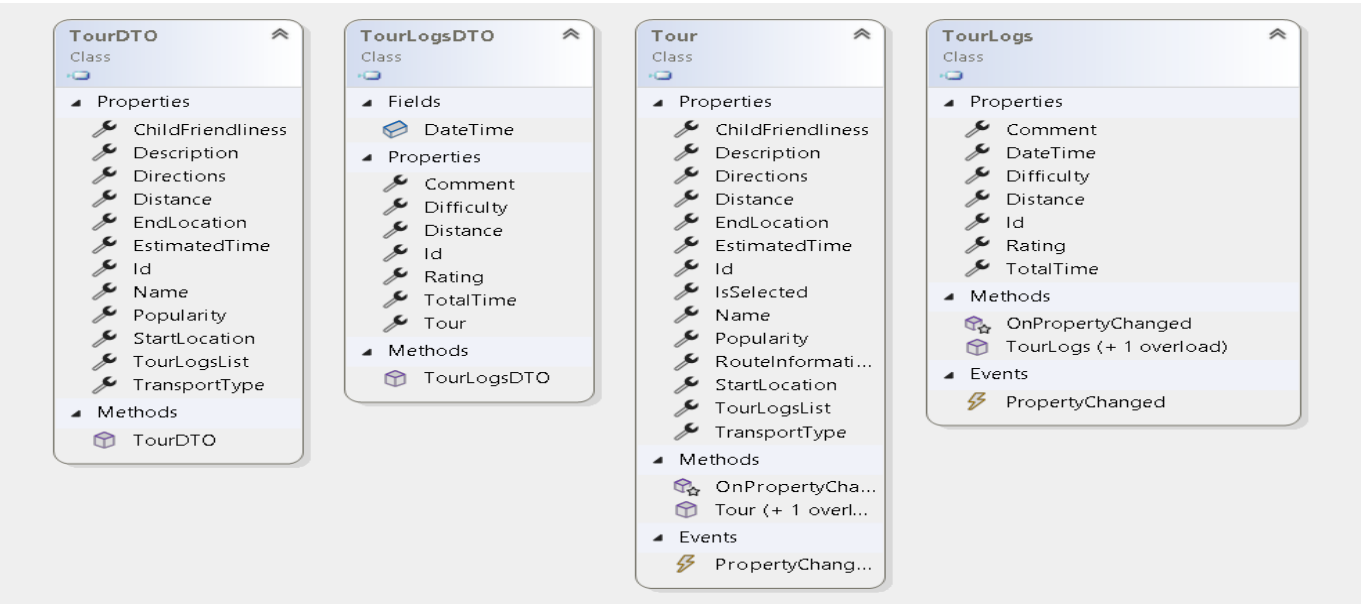 TourDTO
Class
Properties
ChildFriendliness
Description
Directions
Distance
EndLocation
EstimatedTime
Id
Name
Popularity
StartLocation
TourLogsList
TransportType
Methods
TourDTO
TourLogsDTO
Class
Fields
DateTime
Properties
Comment
Difficulty
Distance
Id
Rating
TotalTime
Tour
Methods
TourLogsDTO
Tour
Class
Properties
ChildFriendliness
Description
Directions
Distance
EndLocation
EstimatedTime
Id
IsSelected
Name
Popularity
RouteInformati...
StartLocation
TourLogsList
TransportType
Methods
OnPropertyCha...
Tour (+ 1 overl...
Events
PropertyChang...
TourLogs
Class
Properties
Comment
DateTime
Difficulty
Distance
Id
Rating
TotalTime
Methods
OnPropertyChanged
TourLogs (+ 1 overload)
Events
PropertyChanged